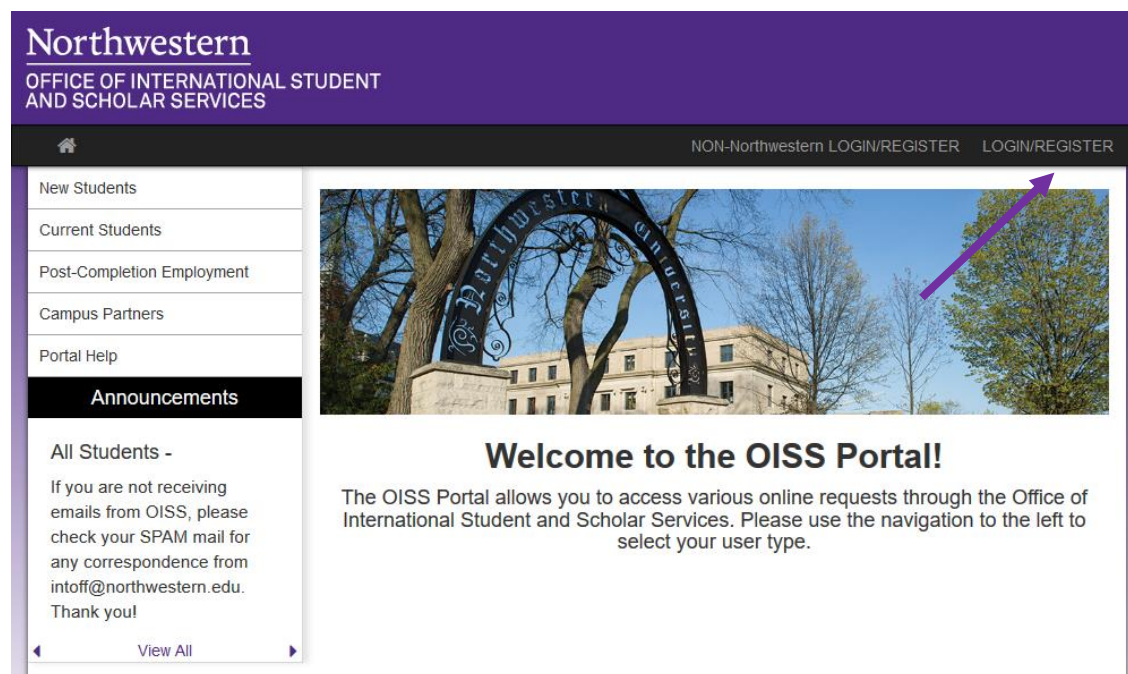 Northwestern
OFFICE OF INTERNATIONAL STUDENT
AND SCHOLAR SERVICES
NON-Northwestern LOGIN/REGISTER LOGIN/REGISTER
New Students
Current Students
Post-Completion Employment
Campus Partners
Portal Help
Announcements
All Students -
If you are not receiving
emails from OISS, please
check your SPAM mail for
any correspondence from
intoff@northwestern.edu.
Thank you!
View All
Northwestern University
Welcome to the OISS Portal!
The OISS Portal allows you to access various online requests through the Office of
International Student and Scholar Services. Please use the navigation to the left to
select your user type.